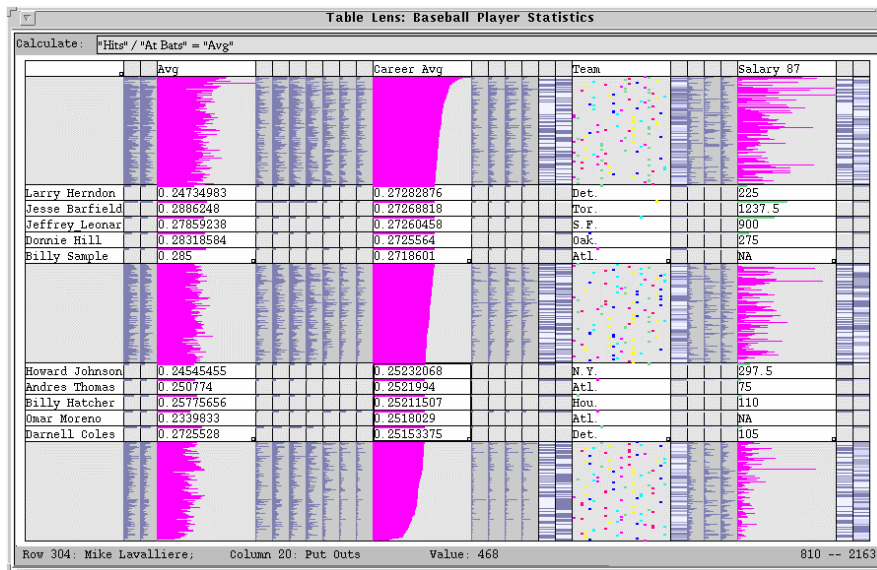 Table Lens: Baseball Player Statistics
Calculate: "Hits" / "At Bats" = "Avg"
Avg Career Avg Team Salary 87
Larry Herndon 0.24734983 0.27282876 Det. 225
Jesse Barfield 0.2886248 0.27268818 Tor. 1237.5
Jeffrey_Leonar 0.27859238 0.27260458 S.F. 900
Donnie Hill 0.28318584 0.2725564 Oak. 275
Billy Sample 0.285 0.2718601 Atl. NA
Howard Johnson 0.24545455 0.25232068 N.Y. 297.5
Andres Thomas 0.250774 0.2521994 Atl. 75
Billy Hatcher 0.25775656 0.25211507 Hou. 110
Omar Moreno 0.2339833 0.2518029 Atl. NA
Darnell Coles 0.2725528 0.25153375 Det. 105
Row 304: Mike Lavalliere; Column 20: Put Outs Value: 468 810 -- 2163